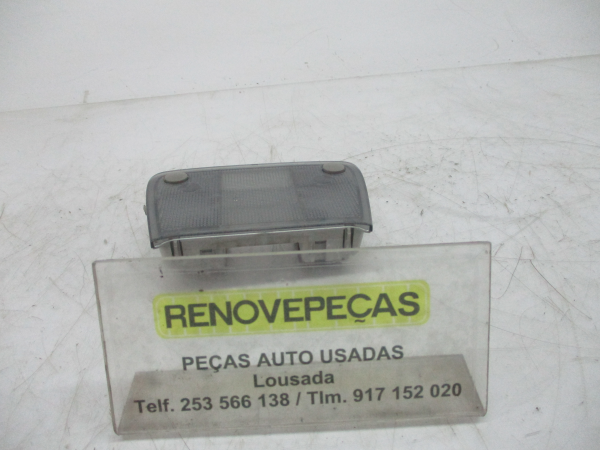 RENOVEPEÇAS
PEÇAS AUTO USADAS
Lousada
Telf. 253 566 138 / Tlm. 917 152 020